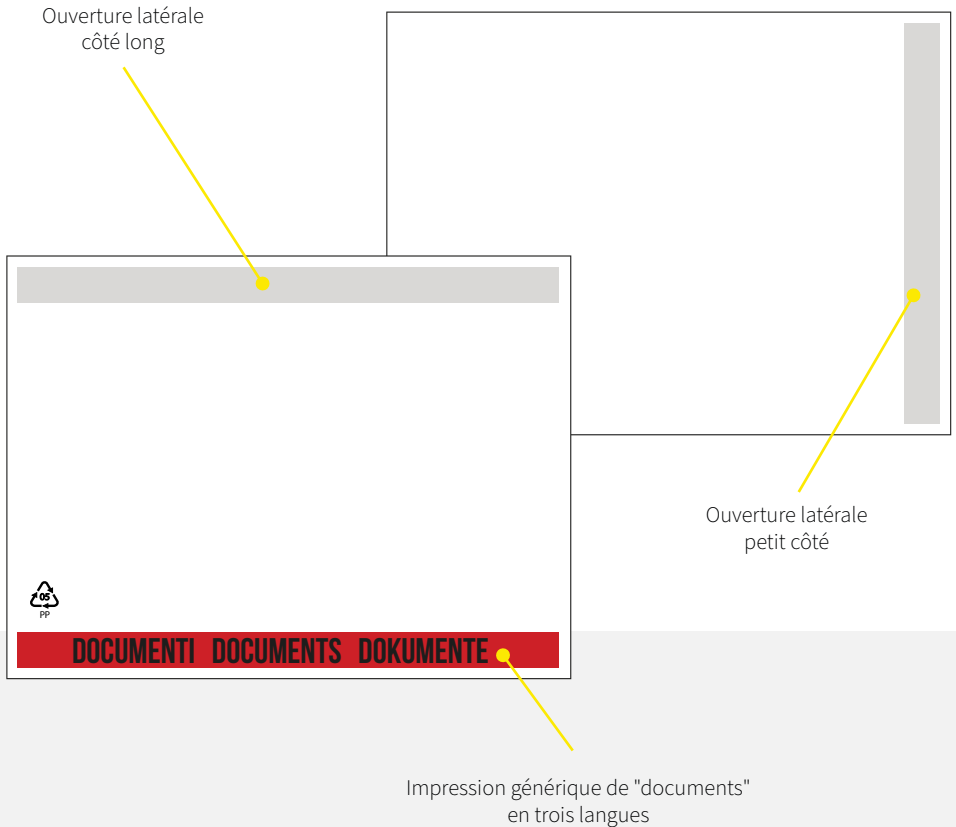 Ouverture latérale
côté long
Ouverture latérale
petit côté
05
PP
DOCUMENTI DOCUMENTS DOKUMENTE
Impression générique de "documents"
en trois langues